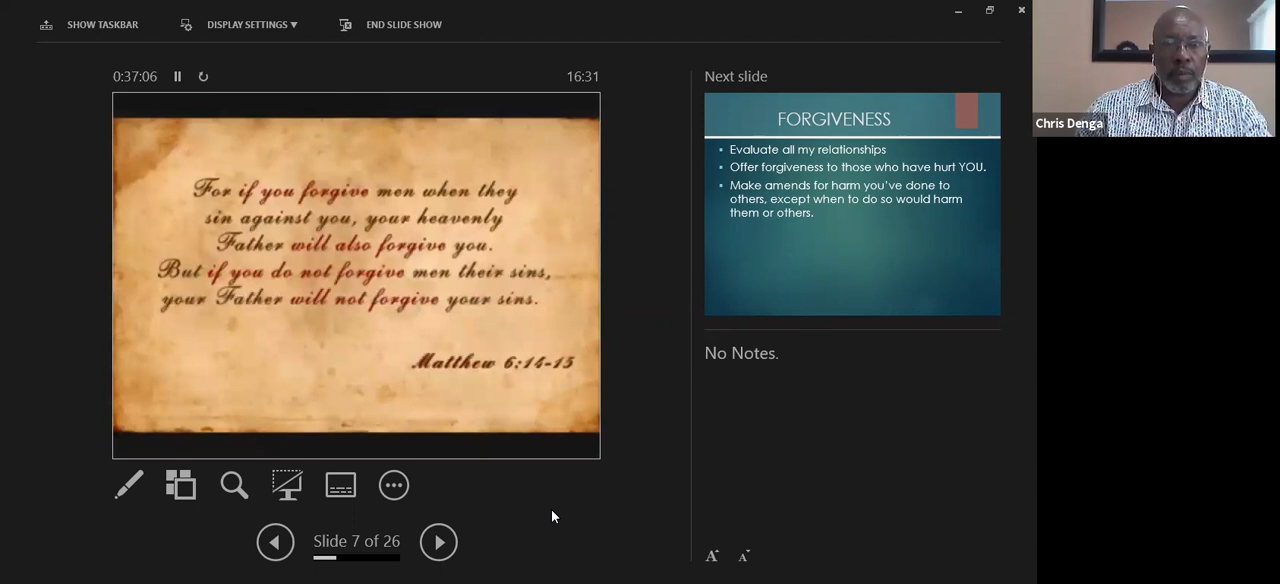 SHOW TASKBAR
DISPLAY SETTINGS
END SLIDE SHOW
0:37:06
16:31
For if you forgive men when they
sin against you, your heavenly
Father will also forgive you.
But if you do not forgive men their sins,
your Father will not forgive your sins.
Matthew 6:14-15
Slide 7 of 26
Next slide
FORGIVENESS
Evaluate all my relationships
Offer forgiveness to those who have hurt YOU.
Make amends for harm you've done to
others, except when to do so would harm
them or others.
No Notes.
A
A
Chris Denga